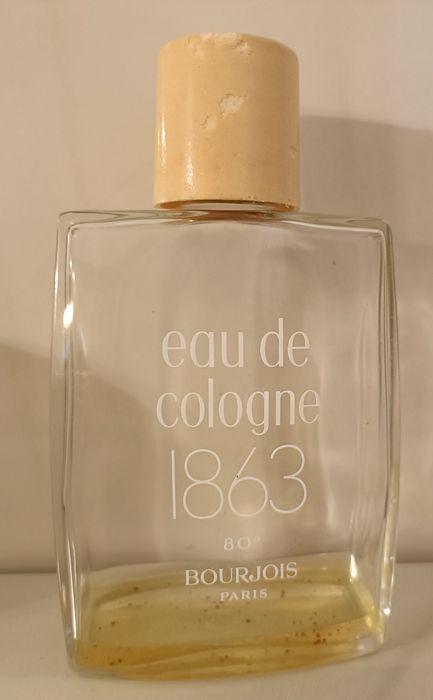 eau de
cologne
1863
80°
BOURJOIS
PARIS